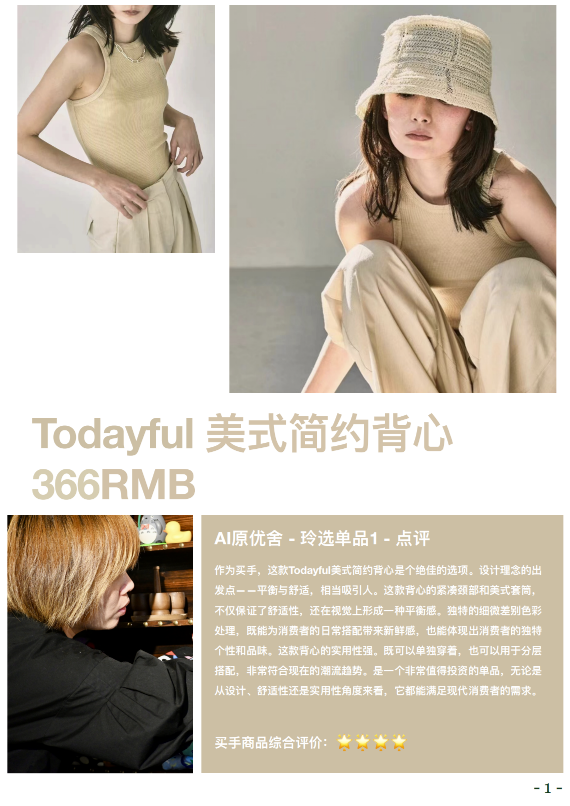 Todayful 美式简约背心
366RMB
AI原优舍 - 玲选单品1 - 点评
作为买手，这款Todayful美式简约背心是个绝佳的选项。设计理念的出
发点——平衡与舒适，相当吸引人。这款背心的紧凑颈部和美式套筒，
不仅保证了舒适性，还在视觉上形成一种平衡感。独特的细微差别色彩
处理，既能为消费者的日常搭配带来新鲜感，也能体现出消费者的独特
个性和品味。这款背心的实用性强。既可以单独穿着，也可以用于分层
搭配，非常符合现在的潮流趋势。是一个非常值得投资的单品，无论是
从设计、舒适性还是实用性角度来看，它都能满足现代消费者的需求。
买手商品综合评价：🌟🌟🌟🌟
- 1 -